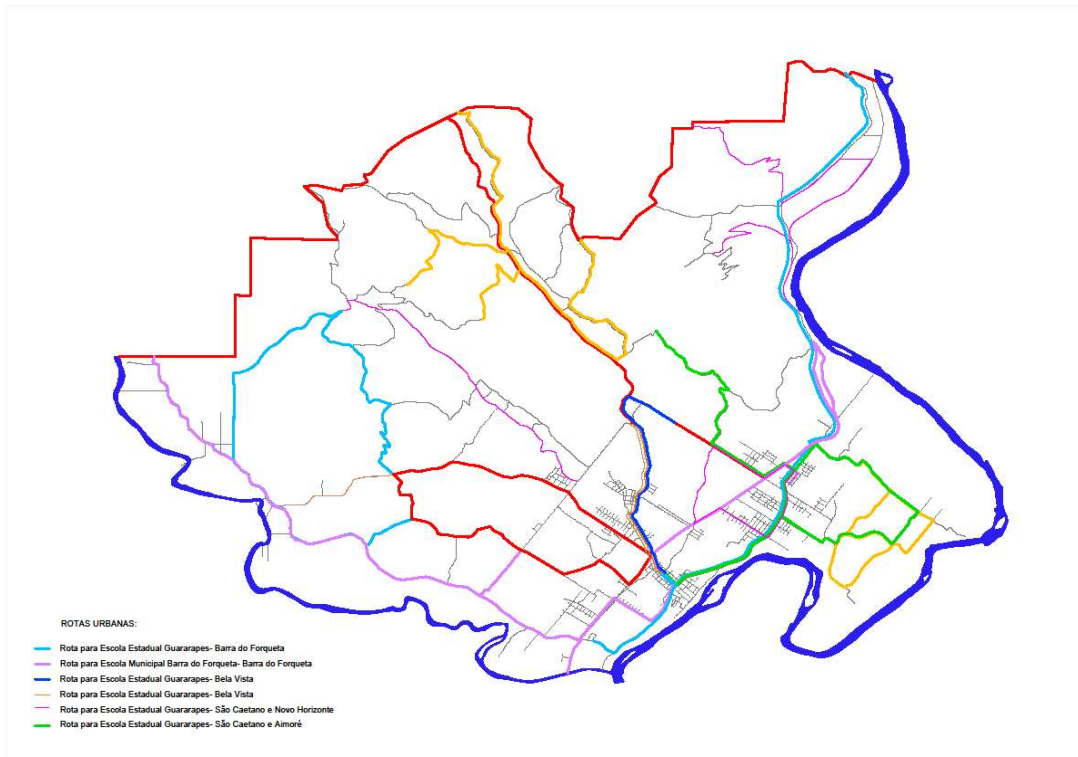 ROTAS URBANAS:
Rota para Escola Estadual Guararapes- Barra do Forqueta
Rota para Escola Municipal Barra do Forqueta- Barra do Forqueta
Rota para Escola Estadual Guararapes- Bela Vista
Rota para Escola Estadual Guararapes- Bela Vista
Rota para Escola Estadual Guararapes- São Caetano e Novo Horizonte
Rota para Escola Estadual Guararapes- São Caetano e Aimoré